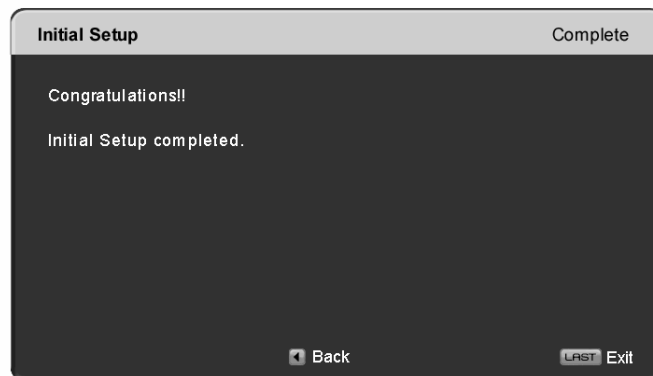 Initial Setup Complete
Congratulations!!
Initial Setup completed.
Back LAST Exit